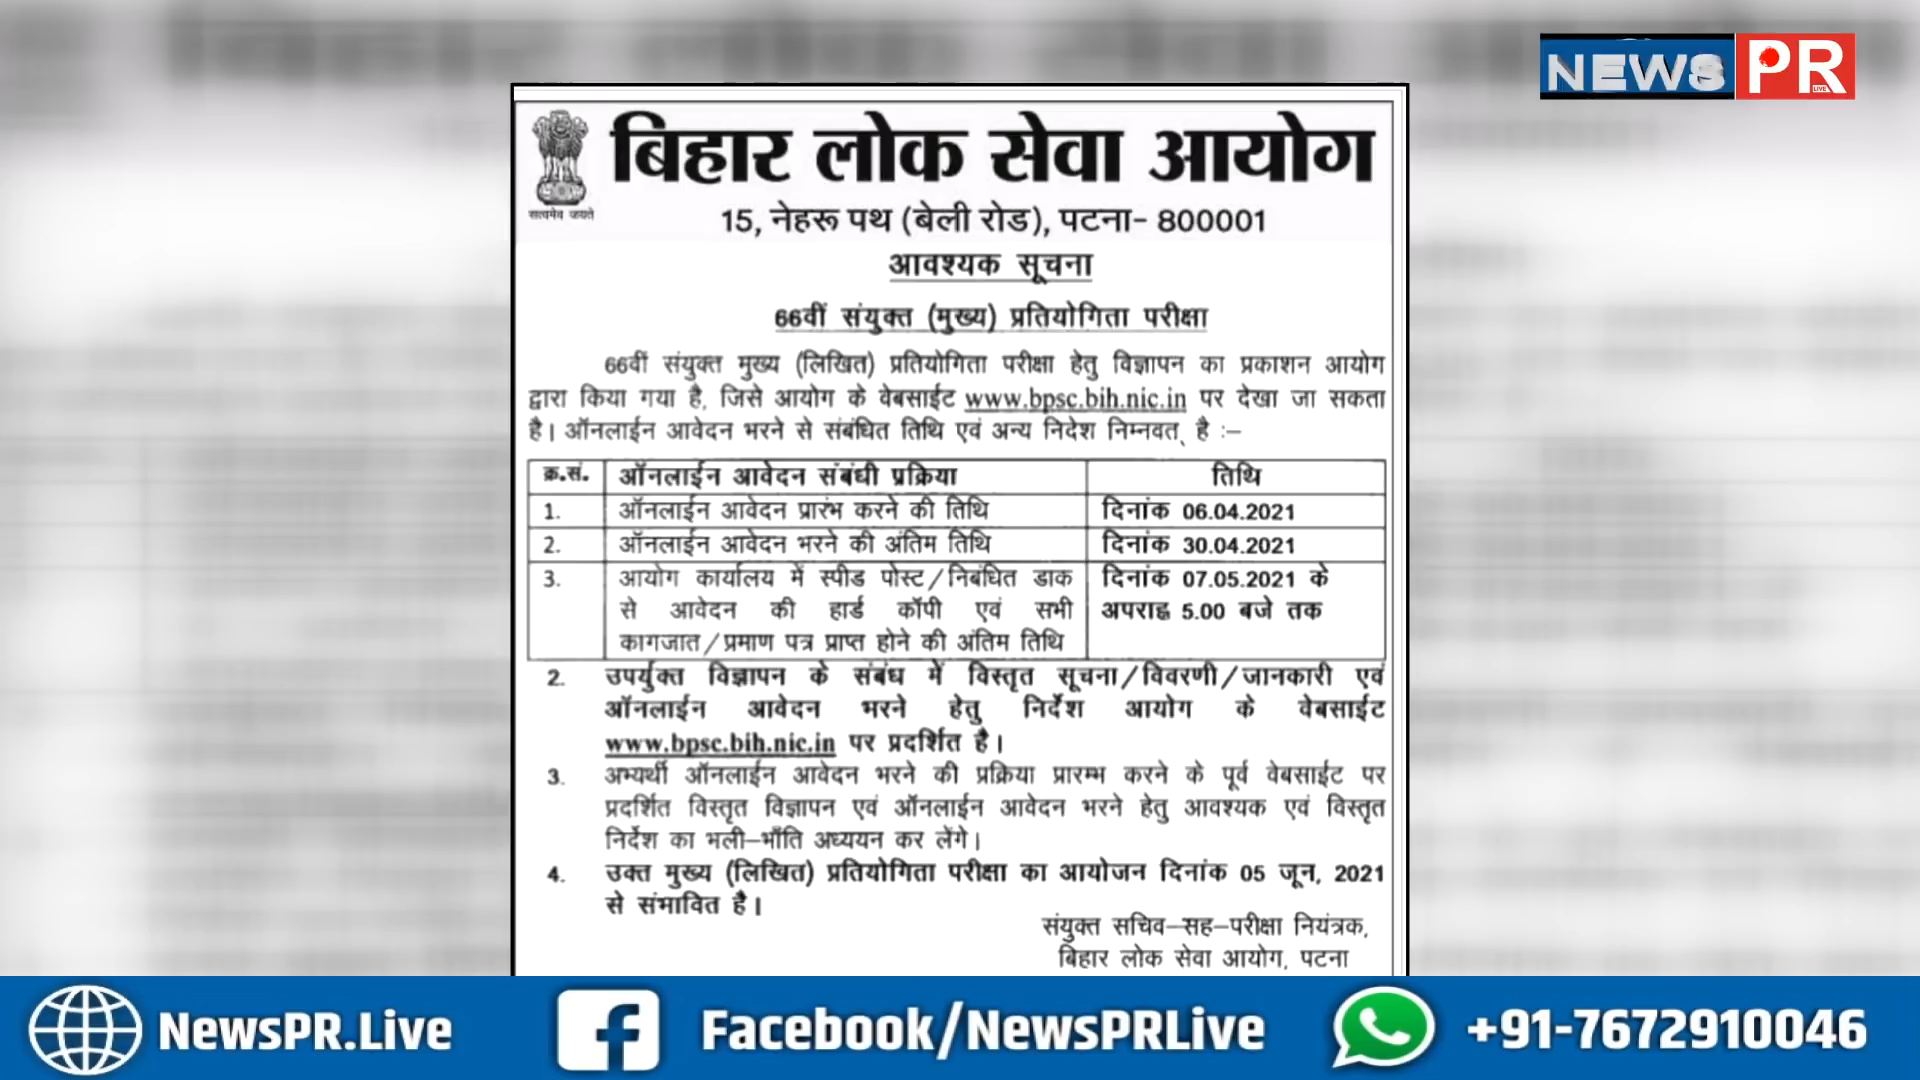 NEWS PR
LIVE
बिहार लोक सेवा आयोग
सत्यमेव जयते
15, नेहरू पथ (बेली रोड), पटना- 800001
आवश्यक सूचना
66वीं संयुक्त (मुख्य) प्रतियोगिता परीक्षा
66वीं संयुक्त मुख्य (लिखित) प्रतियोगिता परीक्षा हेतु विज्ञापन का प्रकाशन आयोग
द्वारा किया गया है, जिसे आयोग के वेबसाईट www.bpsc.bih.nic.in पर देखा जा सकता
है। ऑनलाईन आवेदन भरने से संबंधित तिथि एवं अन्य निदेश निम्नवत् है :–
क्र.सं. ऑनलाईन आवेदन संबंधी प्रक्रिया तिथि
1. ऑनलाईन आवेदन प्रारंभ करने की तिथि दिनांक 06.04.2021
2. ऑनलाईन आवेदन भरने की अंतिम तिथि दिनांक 30.04.2021
3. आयोग कार्यालय में स्पीड पोस्ट/निबंधित डाक दिनांक 07.05.2021 के
से आवेदन की हार्ड कॉपी एवं सभी अपराह्न 5.00 बजे तक
कागजात/प्रमाण पत्र प्राप्त होने की अंतिम तिथि
2. उपर्युक्त विज्ञापन के संबंध में विस्तृत सूचना/विवरणी/जानकारी एवं
ऑनलाईन आवेदन भरने हेतु निर्देश आयोग के वेबसाईट
www.bpsc.bih.nic.in पर प्रदर्शित है।
3. अभ्यर्थी ऑनलाईन आवेदन भरने की प्रक्रिया प्रारम्भ करने के पूर्व वेबसाईट पर
प्रदर्शित विस्तृत विज्ञापन एवं ऑनलाईन आवेदन भरने हेतु आवश्यक एवं विस्तृत
निर्देश का भली–भाँति अध्ययन कर लेंगे।
4. उक्त मुख्य (लिखित) प्रतियोगिता परीक्षा का आयोजन दिनांक 05 जून, 2021
से संभावित है।
संयुक्त सचिव–सह–परीक्षा नियंत्रक,
बिहार लोक सेवा आयोग, पटना
NewsPR.Live Facebook/NewsPRLive +91-7672910046